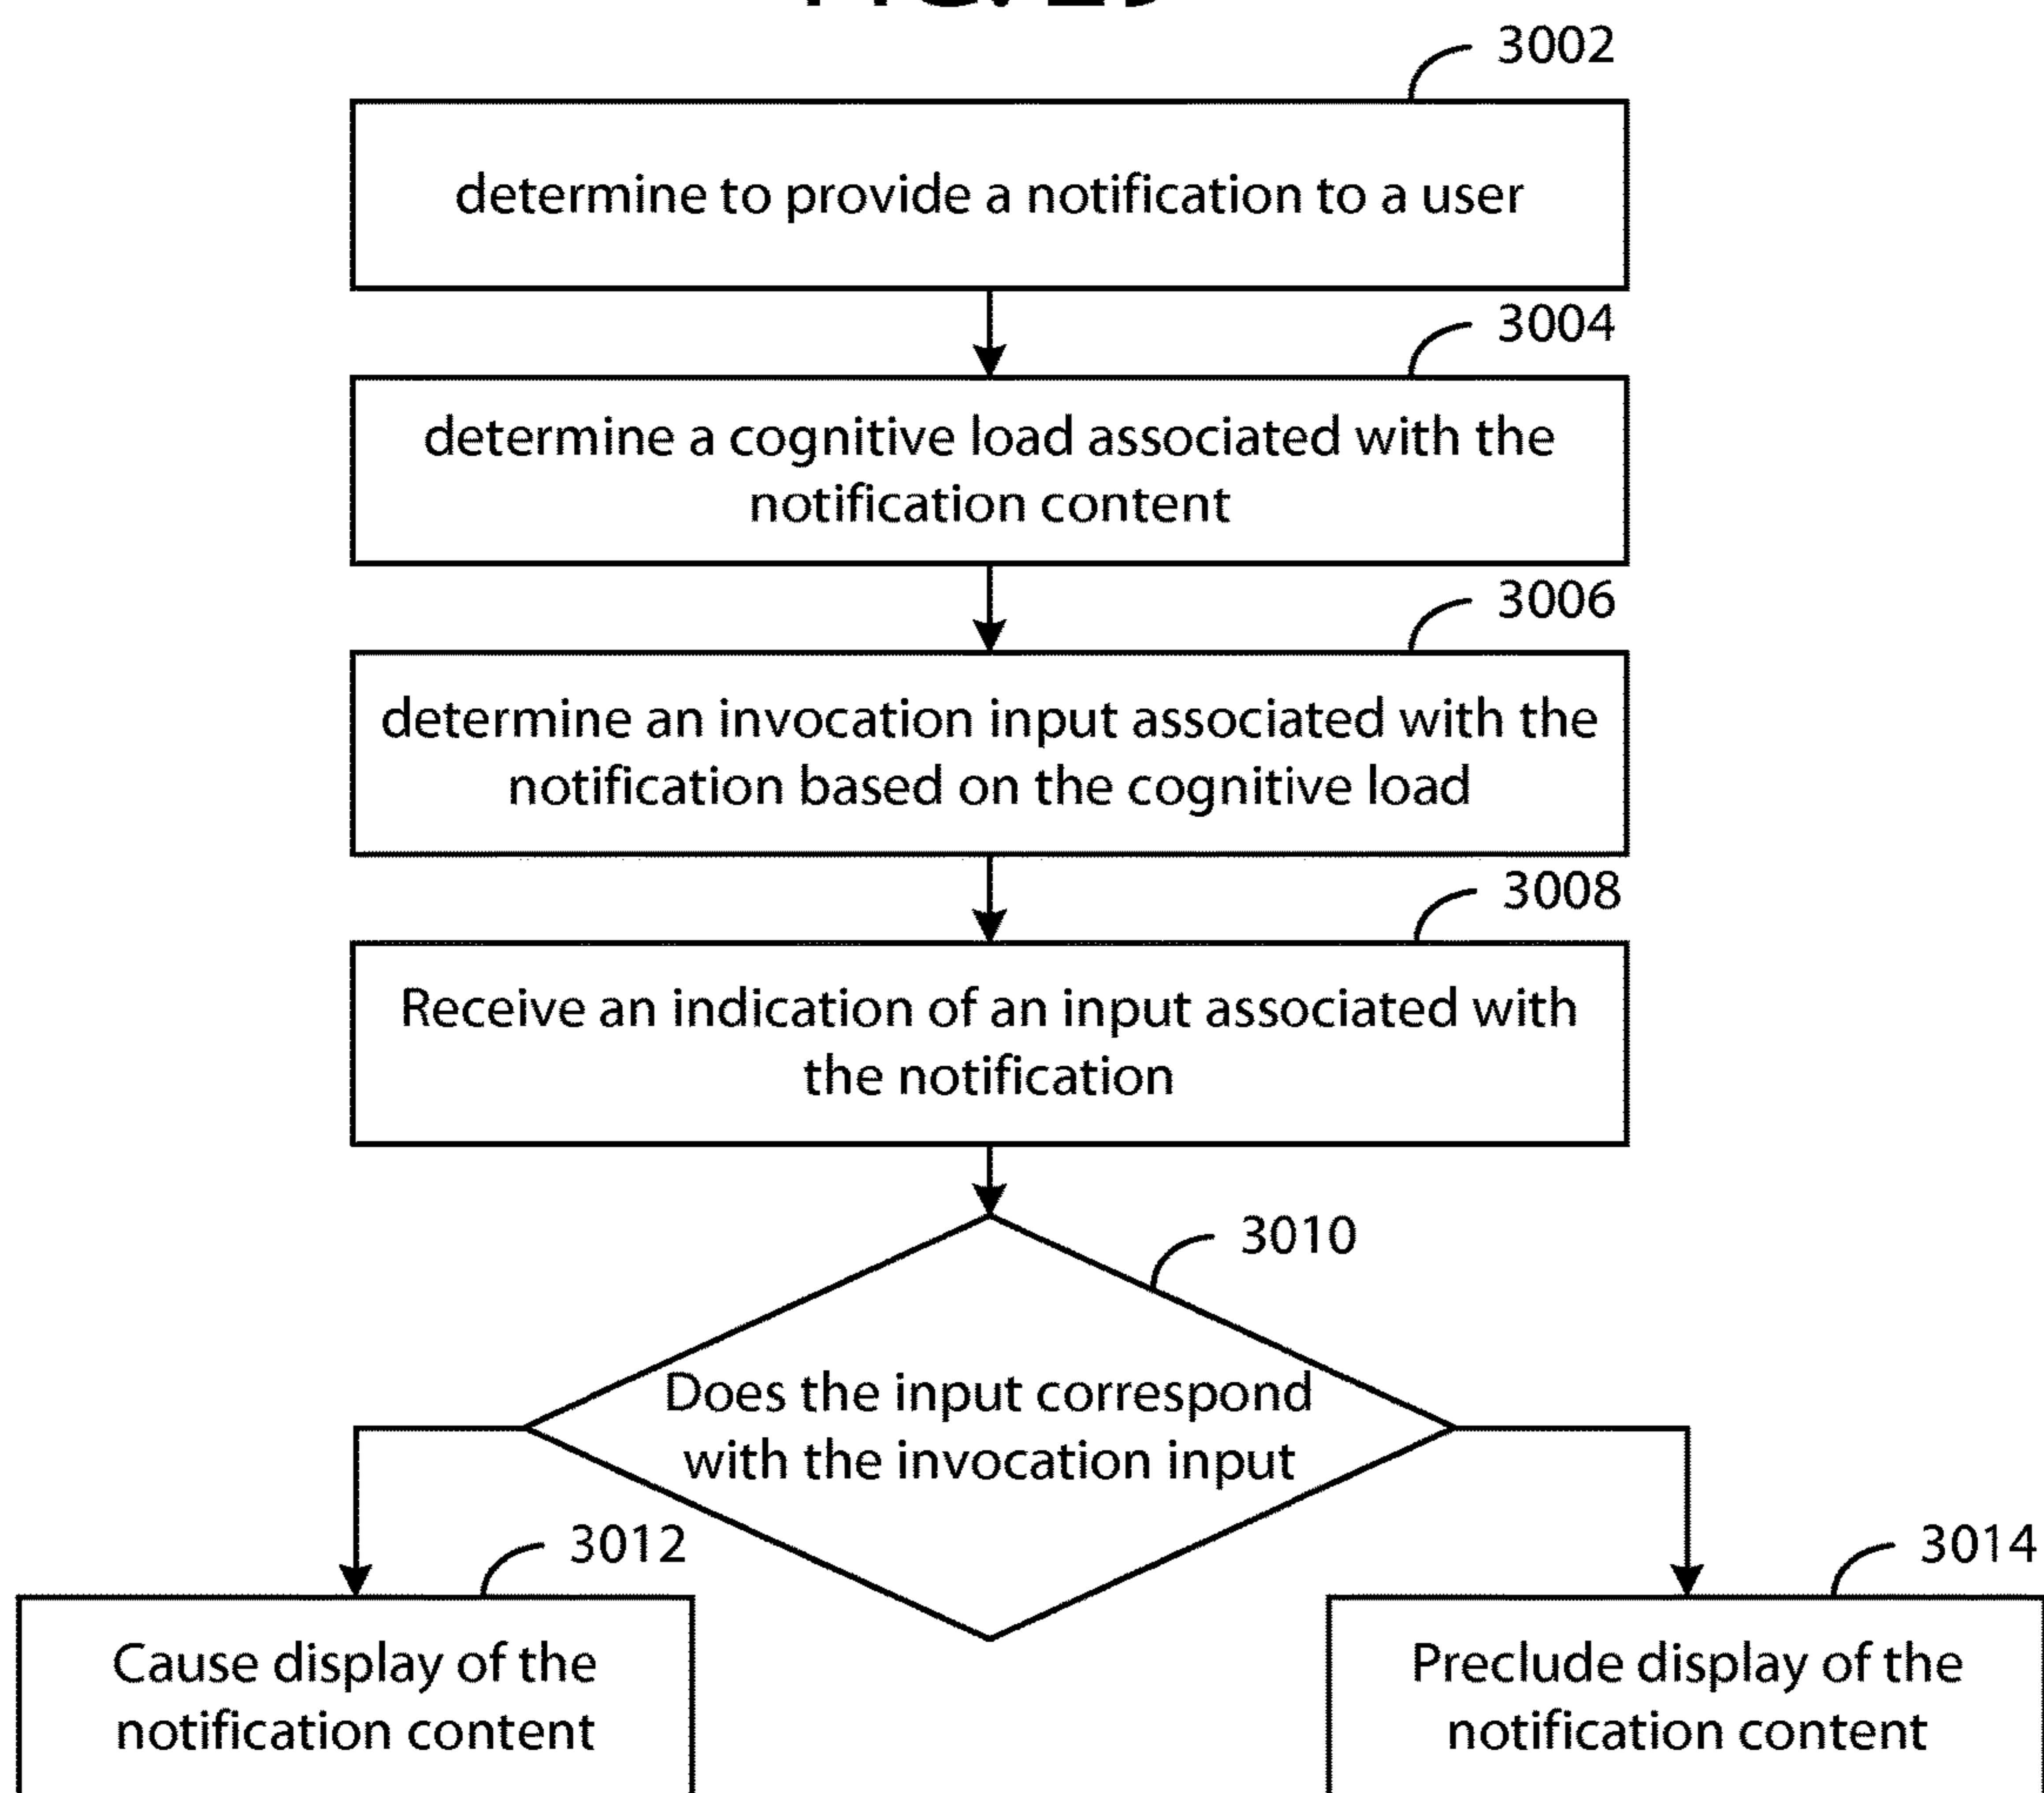 3002
determine to provide a notification to a user
3004
determine a cognitive load associated with the
notification content
3006
determine an invocation input associated with the
notification based on the cognitive load
3008
Receive an indication of an input associated with
the notification
3010
Does the input correspond
with the invocation input
3012
Cause display of the
notification content
3014
Preclude display of the
notification content